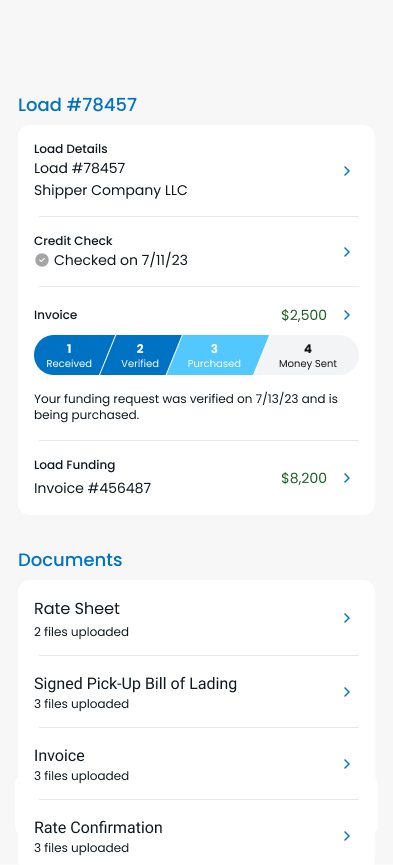 Load #78457
Load Details
Load #78457
Shipper Company LLC
Credit Check
Checked on 7/11/23
Invoice
$2,500
1
Received
2
Verified
3
Purchased
4
Money Sent
Your funding request was verified on 7/13/23 and is
being purchased.
Load Funding
Invoice #456487
$8,200
Documents
Rate Sheet
2 files uploaded
Signed Pick-Up Bill of Lading
3 files uploaded
Invoice
3 files uploaded
Rate Confirmation
3 files uploaded